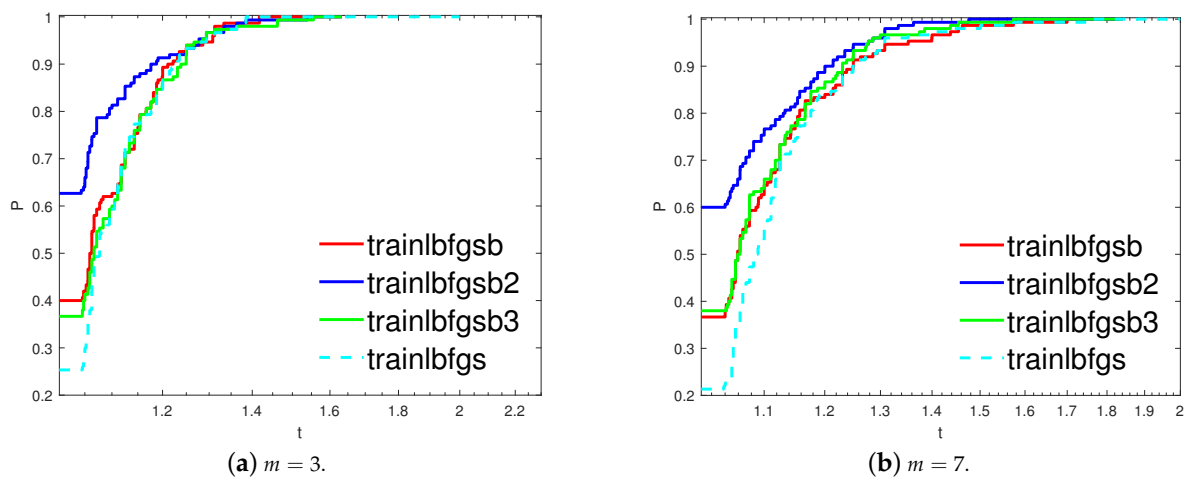 1
0.9
0.8
0.7
0.6
0.5
0.4
0.3
0.2
P
trainlbfgsb
trainlbfgsb2
trainlbfgsb3
trainlbfgs
1.2 1.4 1.6 1.8 2 2.2
t
(a) m = 3.
1
0.9
0.8
0.7
0.6
0.5
0.4
0.3
0.2
P
trainlbfgsb
trainlbfgsb2
trainlbfgsb3
trainlbfgs
1.1 1.2 1.3 1.4 1.5 1.6 1.7 1.8 1.9 2
t
(b) m = 7.